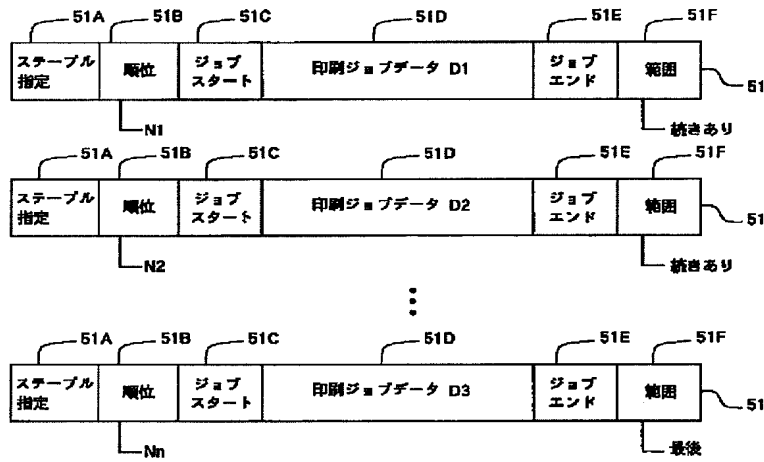 51A 51B 51C 51D 51E 51F
ステープル指定 順位 ジョブスタート 印刷ジョブデータ D1 ジョブエンド 範囲 51
N1 続きあり
51A 51B 51C 51D 51E 51F
ステープル指定 順位 ジョブスタート 印刷ジョブデータ D2 ジョブエンド 範囲 51
N2 続きあり
51A 51B 51C 51D 51E 51F
ステープル指定 順位 ジョブスタート 印刷ジョブデータ D3 ジョブエンド 範囲 51
Nn 最後